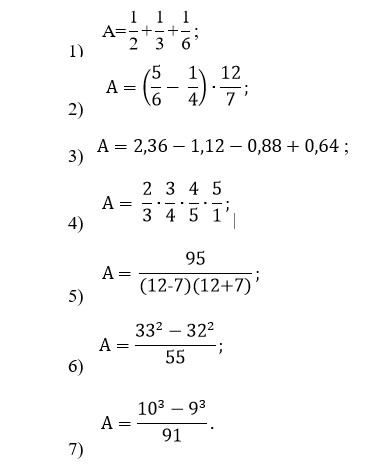 1) A=1/2+1/3+1/6;
2) A = (5/6 − 1/4) · 12/7;
3) A = 2,36 − 1,12 − 0,88 + 0,64 ;
4) A = 2/3 · 3/4 · 4/5 · 5/1;
5) A = 95/((12-7)(12+7));
6) A = (33² − 32²)/55;
7) A = (10³ − 9³)/91.